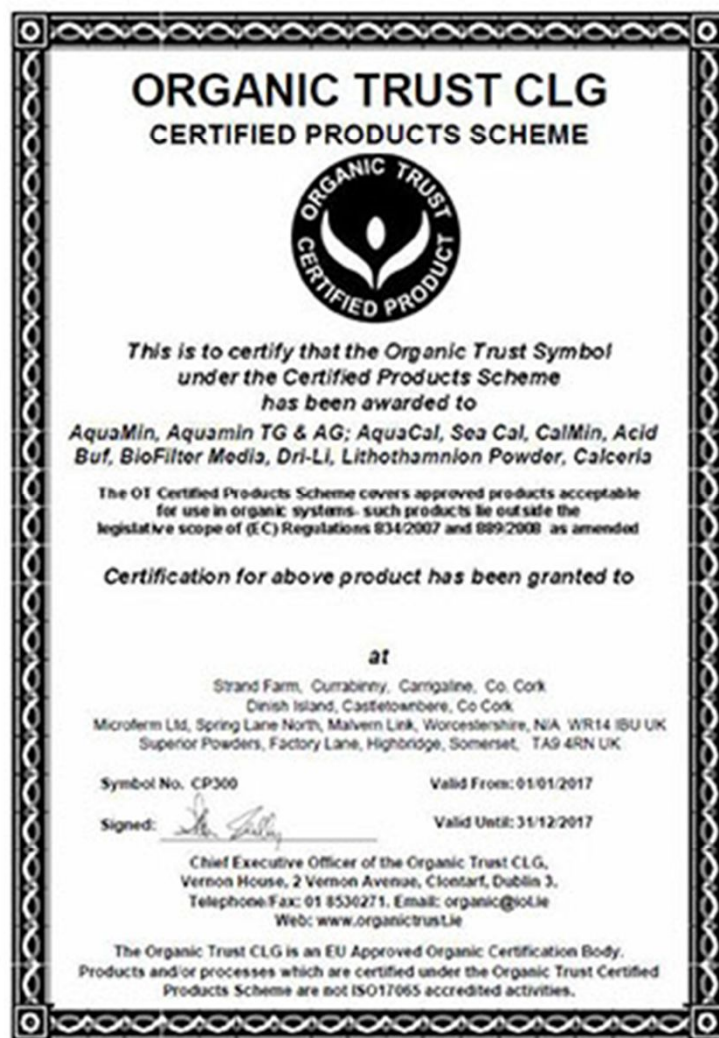 ORGANIC TRUST CLG
CERTIFIED PRODUCTS SCHEME
ORGANIC TRUST
CERTIFIED PRODUCT
This is to certify that the Organic Trust Symbol
under the Certified Products Scheme
has been awarded to
AquaMin, Aquamin TG & AG; AquaCal, Sea Cal, CalMin, Acid
Buf, BioFilter Media, Dri-Li, Lithothamnion Powder, Calceria
The OT Certified Products Scheme covers approved products acceptable
for use in organic systems- such products lie outside the
legislative scope of (EC) Regulations 834/2007 and 889/2008 as amended
Certification for above product has been granted to
at
Strand Farm, Currabinny, Carrigaline, Co. Cork
Dinish Island, Castletownbere, Co Cork
Microferm Ltd, Spring Lane North, Malvern Link, Worcestershire, N/A WR14 IBU UK
Superior Powders, Factory Lane, Highbridge, Somerset, TA9 4RN UK
Symbol No. CP300 Valid From: 01/01/2017
Signed: Valid Until: 31/12/2017
Chief Executive Officer of the Organic Trust CLG,
Vernon House, 2 Vernon Avenue, Clontarf, Dublin 3.
Telephone/Fax: 01 8530271. Email: organic@iol.ie
Web: www.organictrust.ie
The Organic Trust CLG is an EU Approved Organic Certification Body.
Products and/or processes which are certified under the Organic Trust Certified
Products Scheme are not ISO17065 accredited activities.